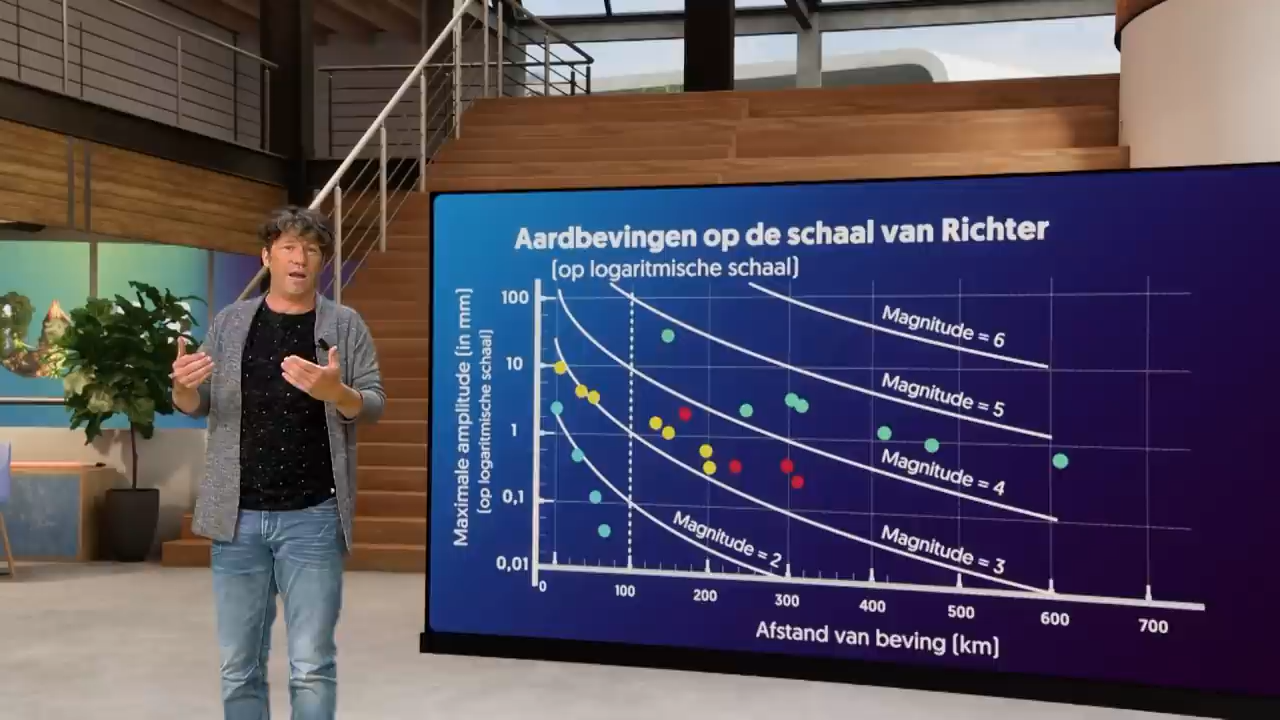 Aardbevingen op de schaal van Richter
(op logaritmische schaal)
Maximale amplitude (in mm)
(op logaritmische schaal)
100
10
1
0,1
0,01
Magnitude = 6
Magnitude = 5
Magnitude = 4
Magnitude = 3
Magnitude = 2
0 100 200 300 400 500 600 700
Afstand van beving (km)